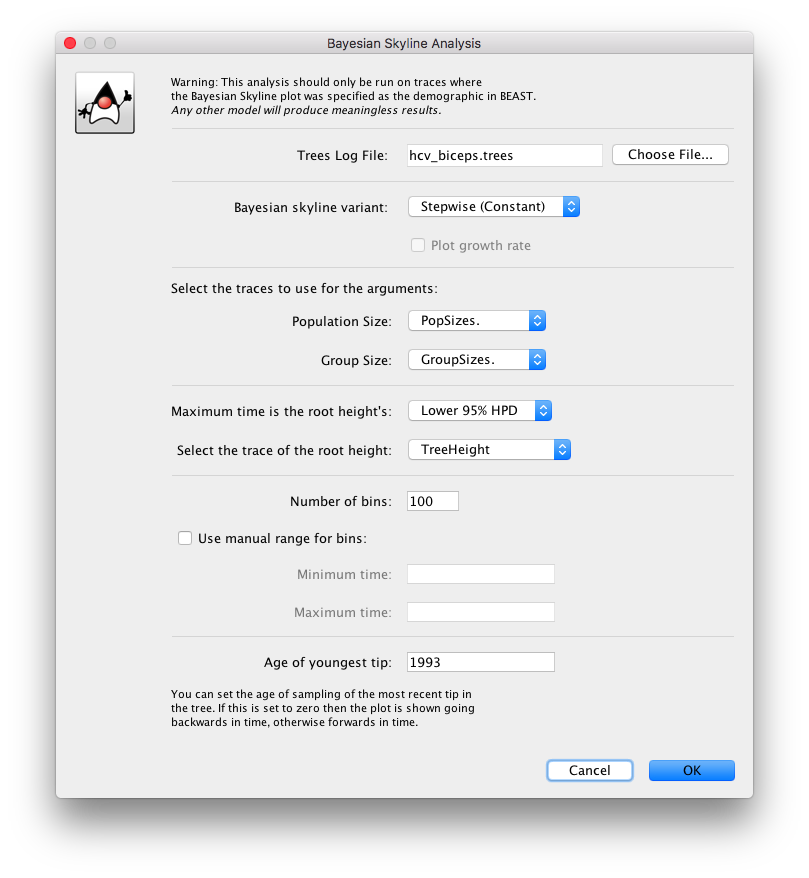 Bayesian Skyline Analysis
Warning: This analysis should only be run on traces where
the Bayesian Skyline plot was specified as the demographic in BEAST.
Any other model will produce meaningless results.
Trees Log File: hcv_biceps.trees Choose File...
Bayesian skyline variant: Stepwise (Constant)
Plot growth rate
Select the traces to use for the arguments:
Population Size: PopSizes.
Group Size: GroupSizes.
Maximum time is the root height's: Lower 95% HPD
Select the trace of the root height: TreeHeight
Number of bins: 100
Use manual range for bins:
Minimum time:
Maximum time:
Age of youngest tip: 1993
You can set the age of sampling of the most recent tip in
the tree. If this is set to zero then the plot is shown going
backwards in time, otherwise forwards in time.
Cancel OK